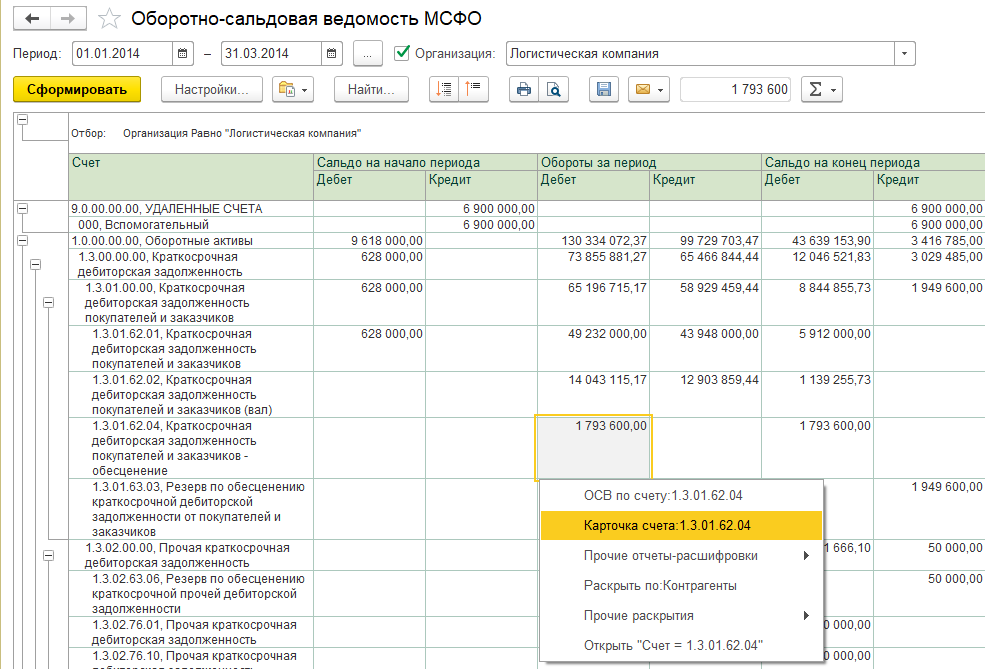 Оборотно-сальдовая ведомость МСФО
Период: 01.01.2014 – 31.03.2014 ... Организация: Логистическая компания
Сформировать Настройки... Найти... 1 793 600 Σ
Отбор: Организация Равно "Логистическая компания"
Счет Сальдо на начало периода Обороты за период Сальдо на конец периода
Дебет Кредит Дебет Кредит Дебет Кредит
9.0.00.00.00, УДАЛЕННЫЕ СЧЕТА 6 900 000,00 6 900 000,00
000, Вспомогательный 6 900 000,00 6 900 000,00
1.0.00.00.00, Оборотные активы 9 618 000,00 130 334 072,37 99 729 703,47 43 639 153,90 3 416 785,00
1.3.00.00.00, Краткосрочная 628 000,00 73 855 881,27 65 466 844,44 12 046 521,83 3 029 485,00
дебиторская задолженность
1.3.01.00.00, Краткосрочная 628 000,00 65 196 715,17 58 929 459,44 8 844 855,73 1 949 600,00
дебиторская задолженность
покупателей и заказчиков
1.3.01.62.01, Краткосрочная 628 000,00 49 232 000,00 43 948 000,00 5 912 000,00
дебиторская задолженность
покупателей и заказчиков
1.3.01.62.02, Краткосрочная 14 043 115,17 12 903 859,44 1 139 255,73
дебиторская задолженность
покупателей и заказчиков (вал)
1.3.01.62.04, Краткосрочная 1 793 600,00 1 793 600,00
дебиторская задолженность
покупателей и заказчиков -
обесценение
1.3.01.63.03, Резерв по обесценению 1 949 600,00
краткосрочной дебиторской
задолженности от покупателей и
заказчиков
ОСВ по счету:1.3.01.62.04
Карточка счета:1.3.01.62.04
Прочие отчеты-расшифровки
Раскрыть по:Контрагенты
Прочие раскрытия
Открыть "Счет = 1.3.01.62.04"
1.3.02.00.00, Прочая краткосрочная 1 666,10 50 000,00
дебиторская задолженность
1.3.02.63.06, Резерв по обесценению 50 000,00
краткосрочной прочей дебиторской
задолженности
1.3.02.76.01, Прочая краткосрочная 0 000,00
дебиторская задолженность
1.3.02.76.10, Прочая краткосрочная 0 000,00